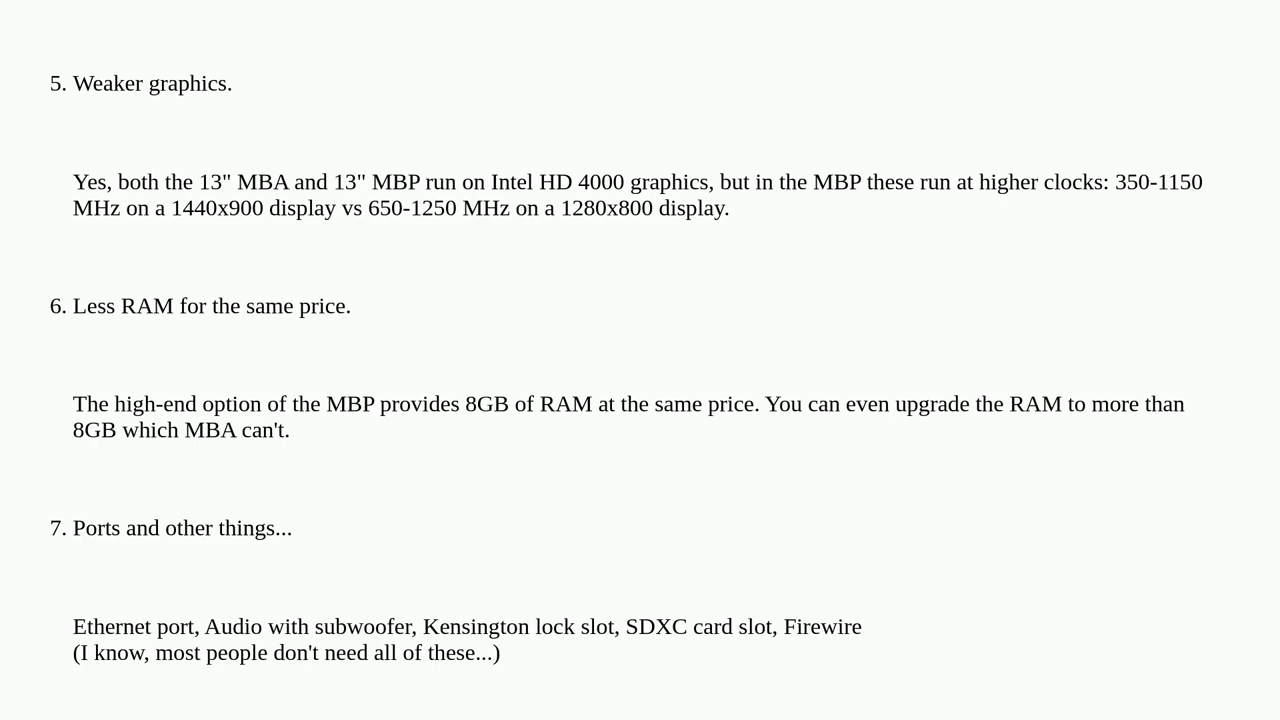 5. Weaker graphics.
Yes, both the 13" MBA and 13" MBP run on Intel HD 4000 graphics, but in the MBP these run at higher clocks: 350-1150
MHz on a 1440x900 display vs 650-1250 MHz on a 1280x800 display.
6. Less RAM for the same price.
The high-end option of the MBP provides 8GB of RAM at the same price. You can even upgrade the RAM to more than
8GB which MBA can't.
7. Ports and other things...
Ethernet port, Audio with subwoofer, Kensington lock slot, SDXC card slot, Firewire
(I know, most people don't need all of these...)